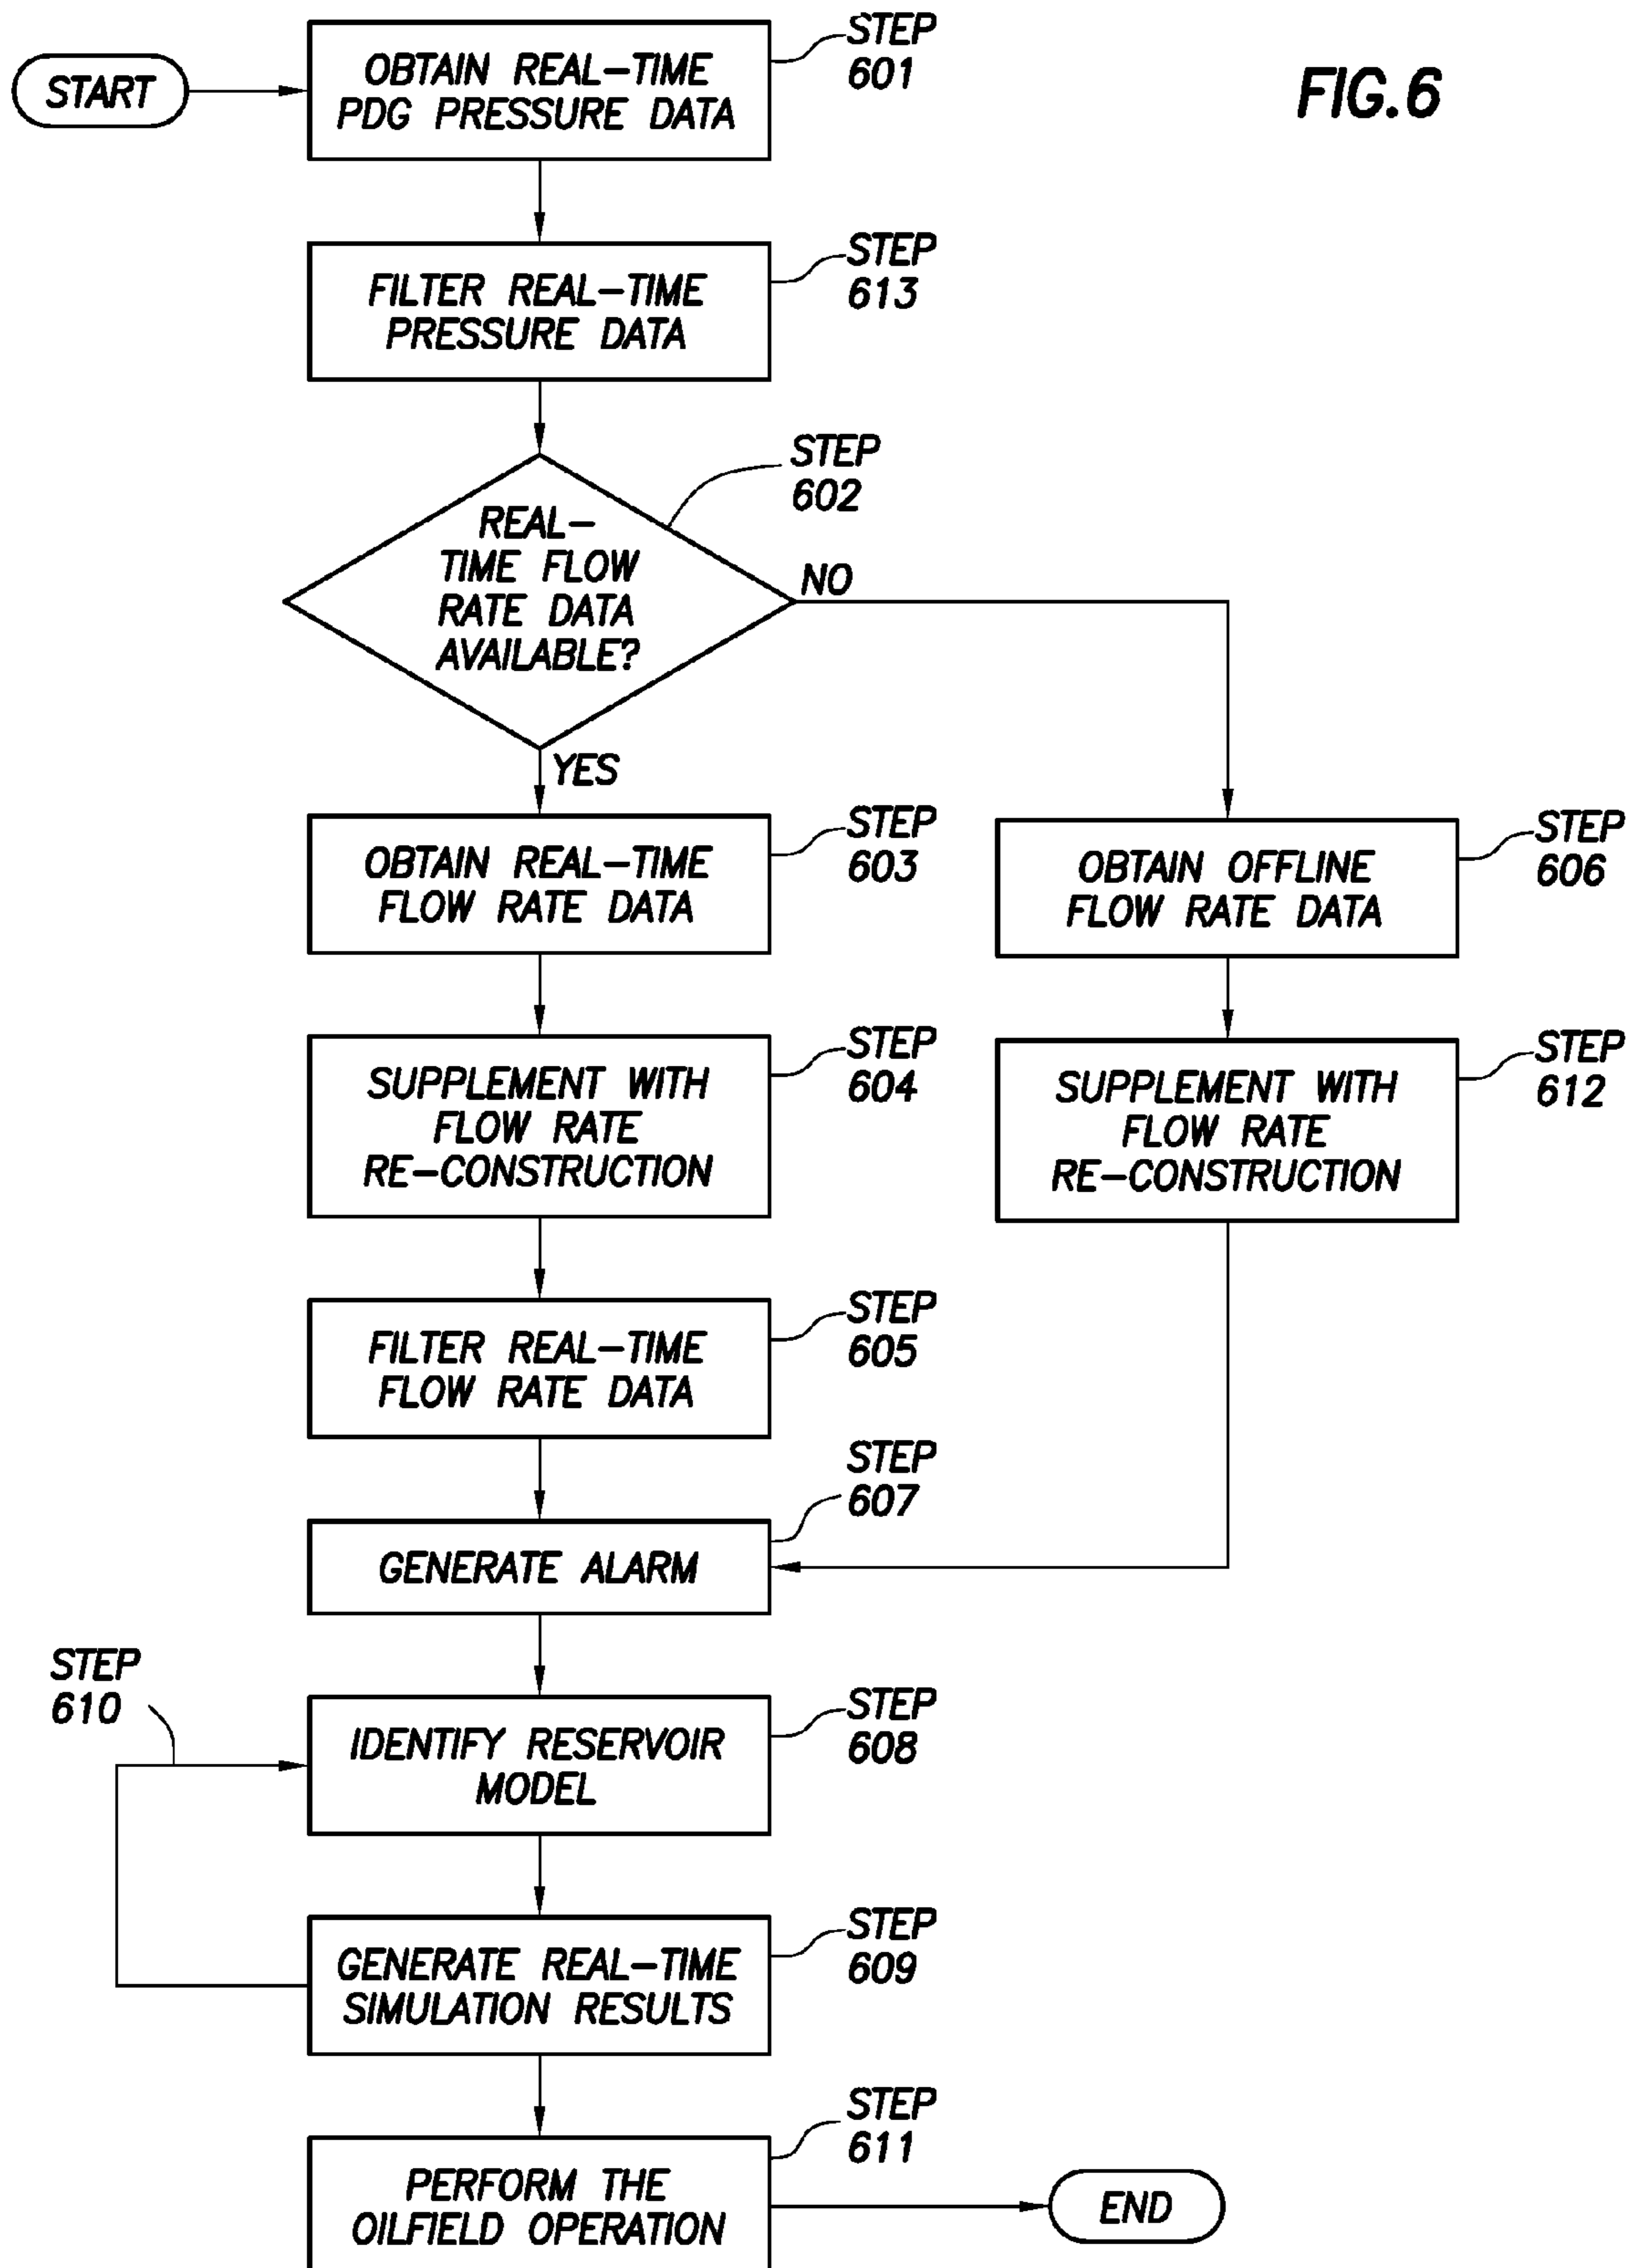 FIG.6
START
OBTAIN REAL-TIME
PDG PRESSURE DATA
STEP
601
FILTER REAL-TIME
PRESSURE DATA
STEP
613
REAL-
TIME FLOW
RATE DATA
AVAILABLE?
STEP
602
NO
YES
OBTAIN REAL-TIME
FLOW RATE DATA
STEP
603
OBTAIN OFFLINE
FLOW RATE DATA
STEP
606
SUPPLEMENT WITH
FLOW RATE
RE-CONSTRUCTION
STEP
604
SUPPLEMENT WITH
FLOW RATE
RE-CONSTRUCTION
STEP
612
FILTER REAL-TIME
FLOW RATE DATA
STEP
605
GENERATE ALARM
STEP
607
STEP
610
IDENTIFY RESERVOIR
MODEL
STEP
608
GENERATE REAL-TIME
SIMULATION RESULTS
STEP
609
PERFORM THE
OILFIELD OPERATION
STEP
611
END